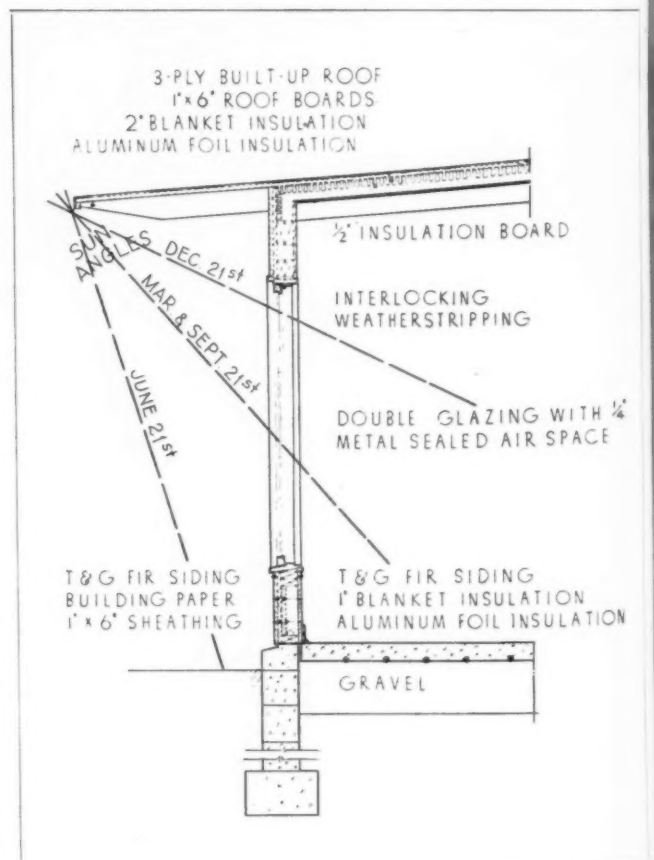 3-PLY BUILT-UP ROOF
1"x 6" ROOF BOARDS
2" BLANKET INSULATION
ALUMINUM FOIL INSULATION
½" INSULATION BOARD
SUN
ANGLES
DEC. 21st
MAR & SEPT. 21st
JUNE 21st
INTERLOCKING
WEATHERSTRIPPING
DOUBLE GLAZING WITH ¼"
METAL SEALED AIR SPACE
T & G FIR SIDING
BUILDING PAPER
1" x 6" SHEATHING
T & G FIR SIDING
1" BLANKET INSULATION
ALUMINUM FOIL INSULATION
GRAVEL